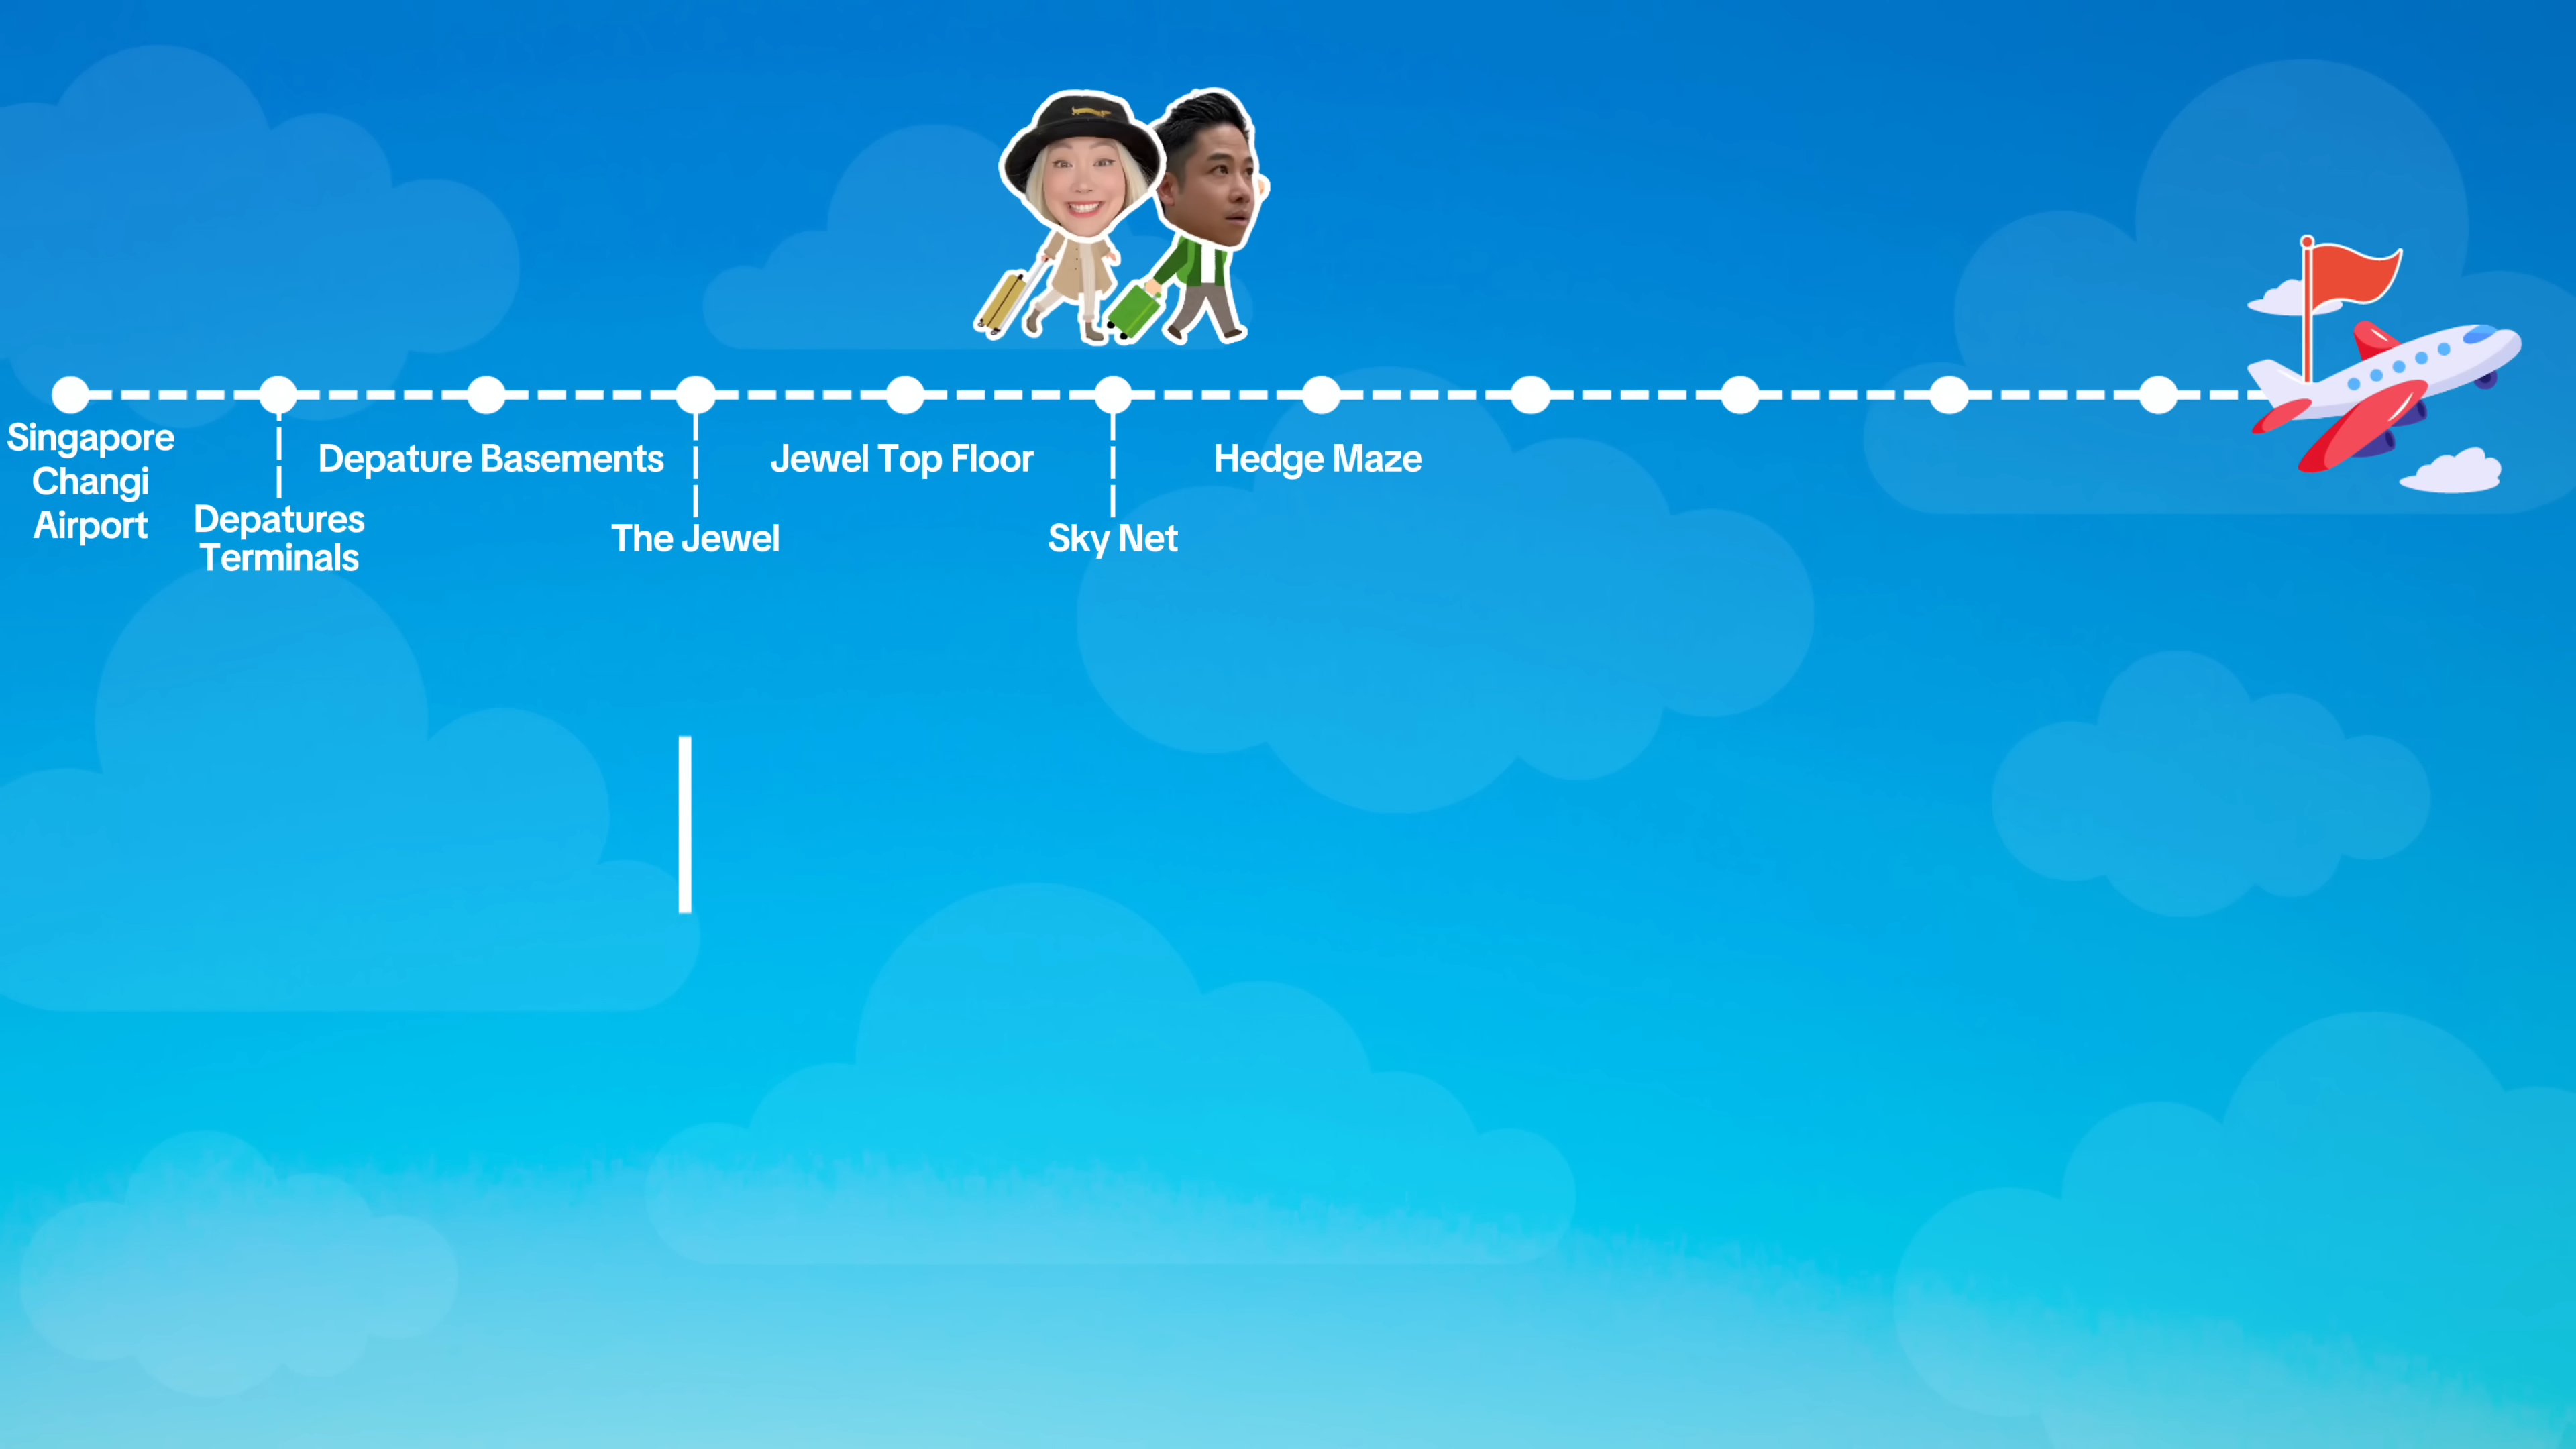 Singapore
Changi
Airport
Depatures
Terminals
Depature Basements
The Jewel
Jewel Top Floor
Sky Net
Hedge Maze